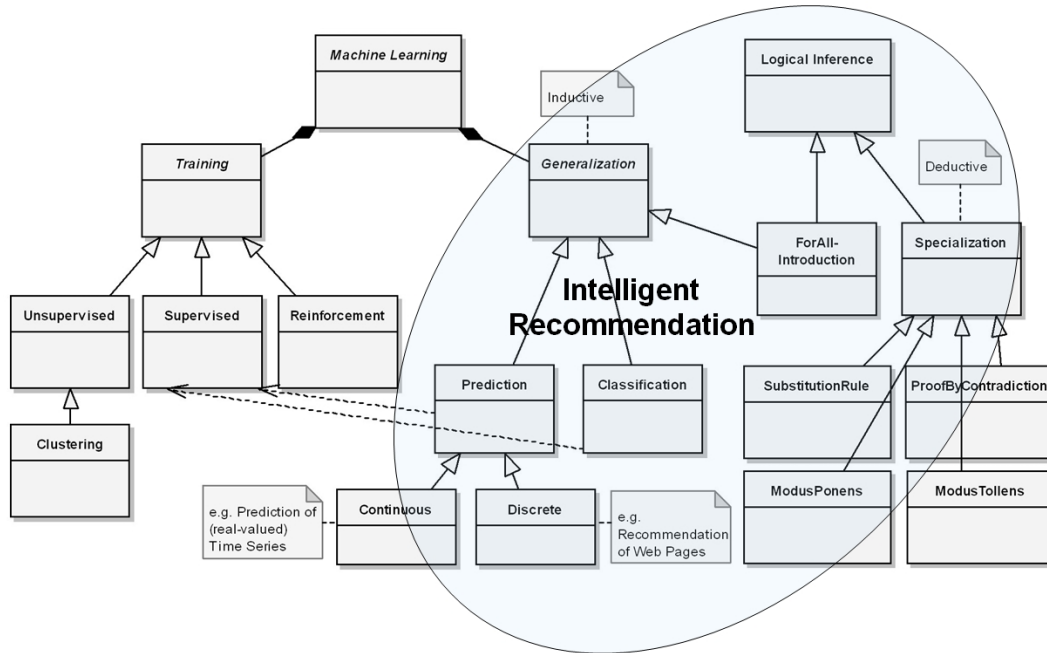 Machine Learning
Logical Inference
Inductive
Training
Generalization
Deductive
ForAll-
Introduction
Specialization
Unsupervised
Supervised
Reinforcement
Intelligent
Recommendation
Prediction
Classification
SubstitutionRule
ProofByContradiction
Clustering
Continuous
Discrete
ModusPonens
ModusTollens
e.g. Prediction of
(real-valued)
Time Series
e.g.
Recommendation
of Web Pages